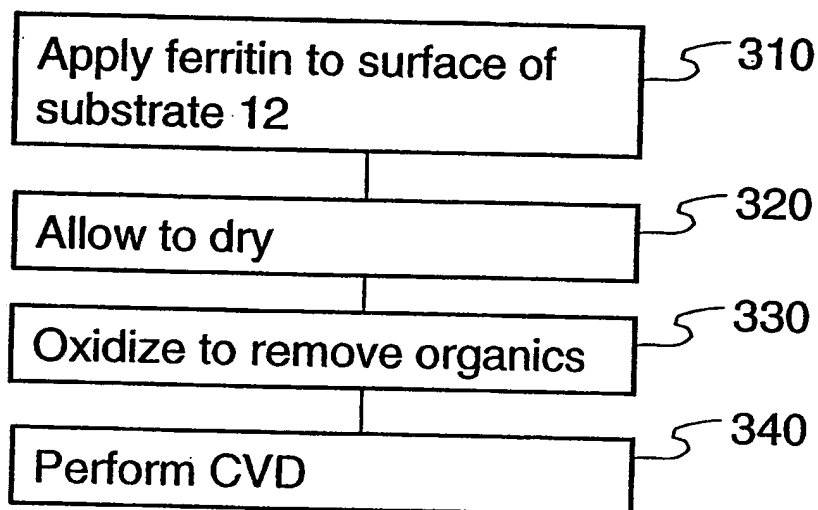 Apply ferritin to surface of
substrate 12
310
Allow to dry
320
Oxidize to remove organics
330
Perform CVD
340